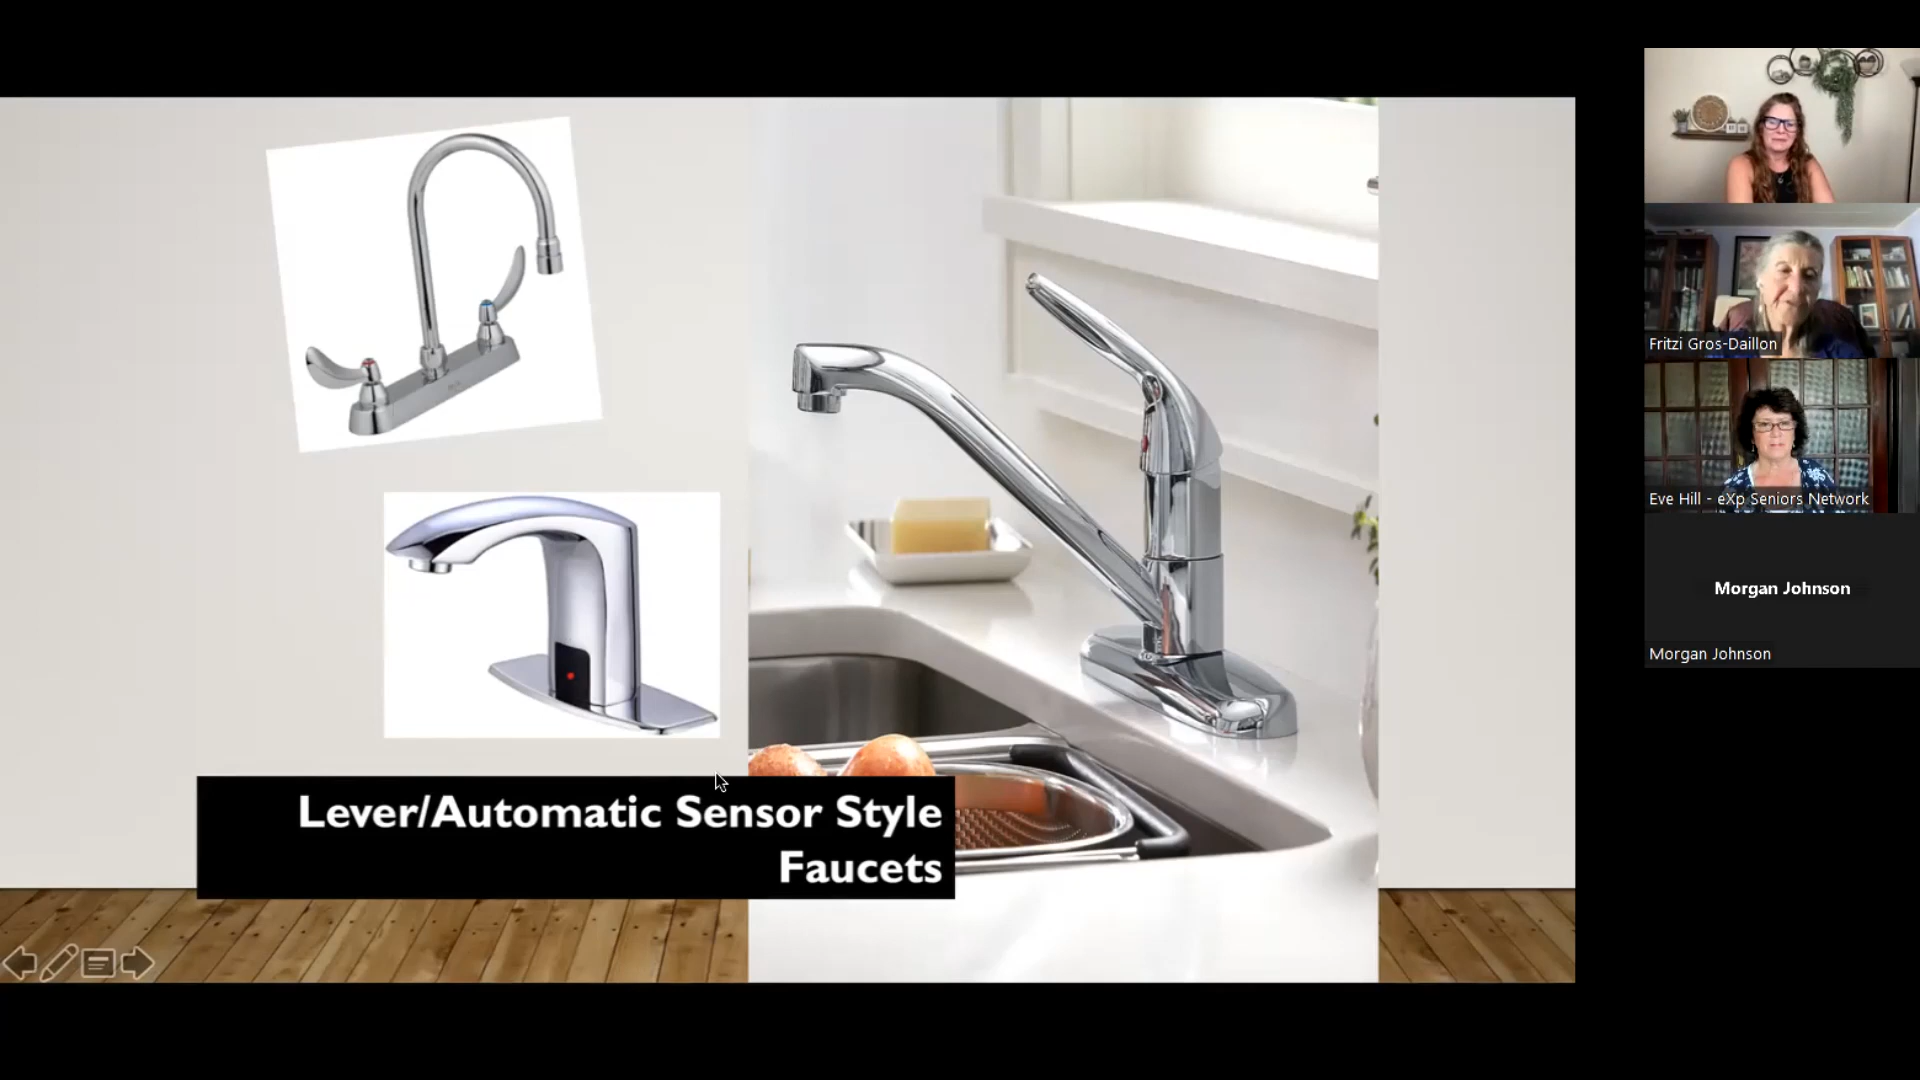 Lever/Automatic Sensor Style
Faucets
Fritzi Gros-Daillon
Eve Hill - eXp Seniors Network
Morgan Johnson
Morgan Johnson